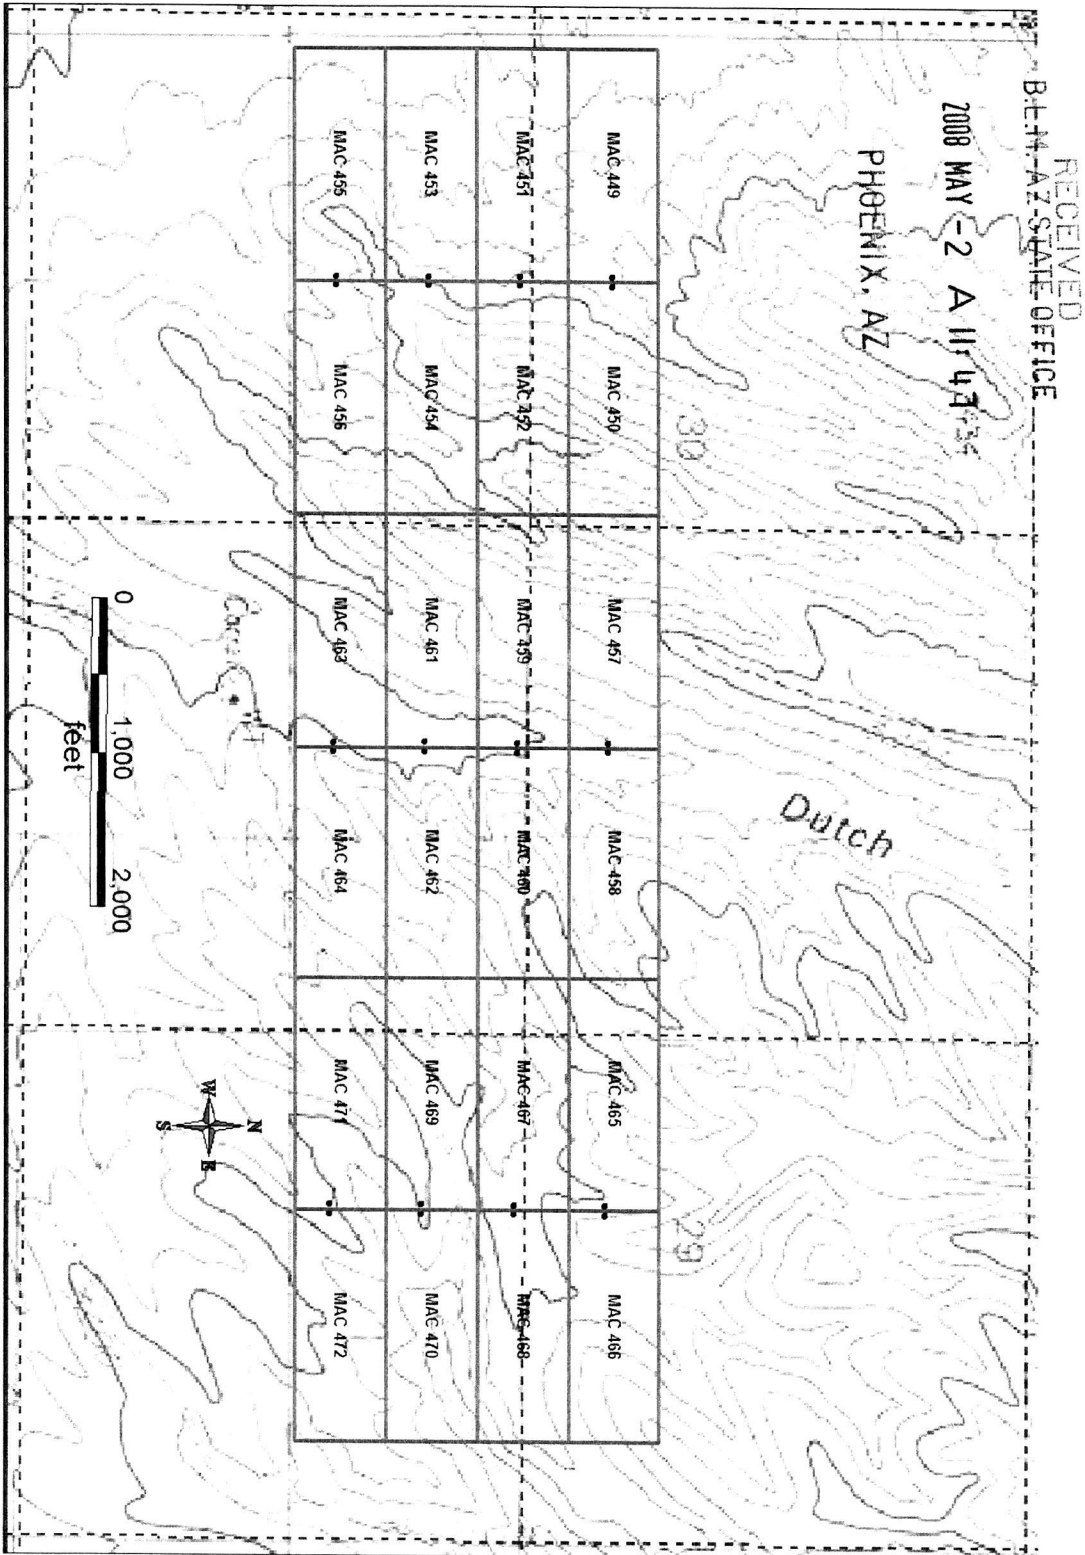 RECEIVED
B.L.M.-AZ STATE OFFICE
2008 MAY -2 A 11:43
PHOENIX, AZ
30
Dutch
29
MAC 449
MAC 450
MAC 457
MAC 458
MAC 465
MAC 466
MAC 451
MAC 452
MAC 459
MAC 460
MAC 467
MAC 468
MAC 453
MAC 454
MAC 461
MAC 462
MAC 469
MAC 470
MAC 455
MAC 456
MAC 463
MAC 464
MAC 471
MAC 472
N
W
E
S
0 1,000 2,000
feet